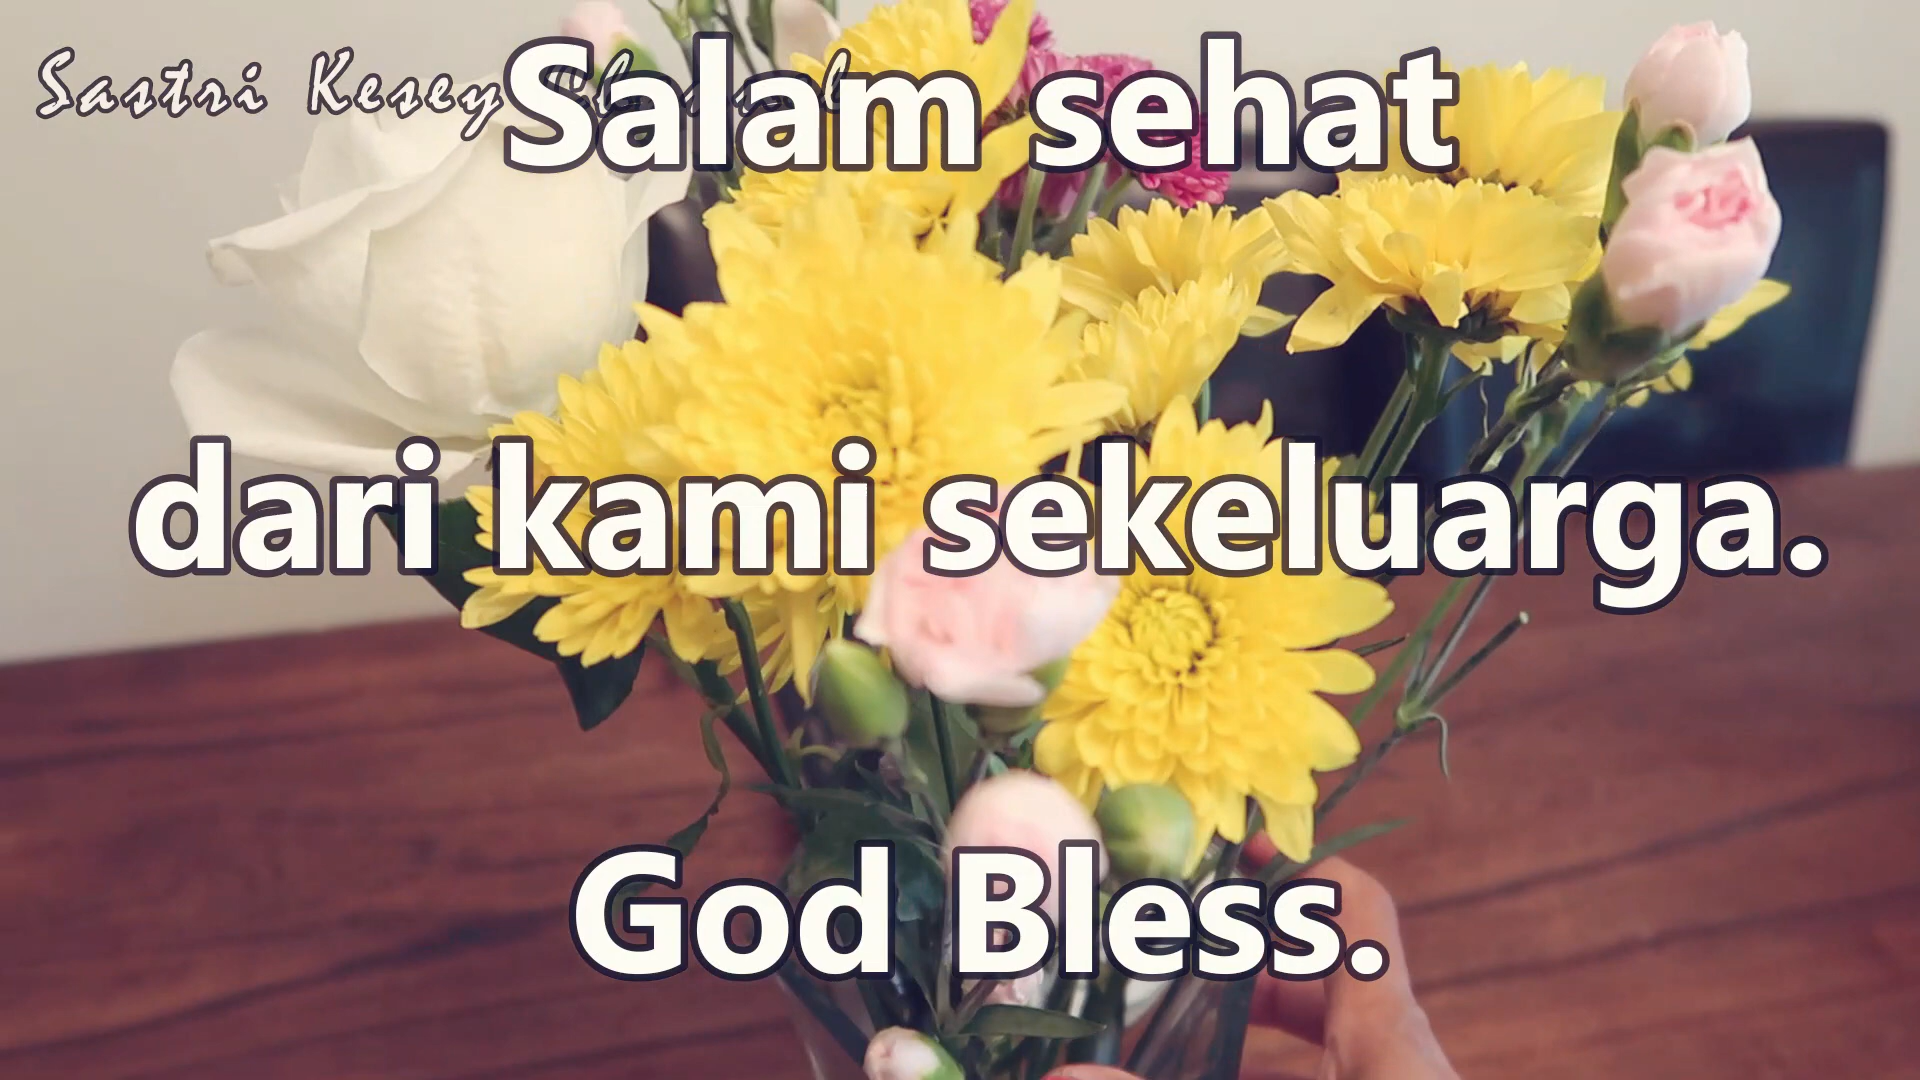 Sastri Kesey
Salam sehat
dari kami sekeluarga.
God Bless.